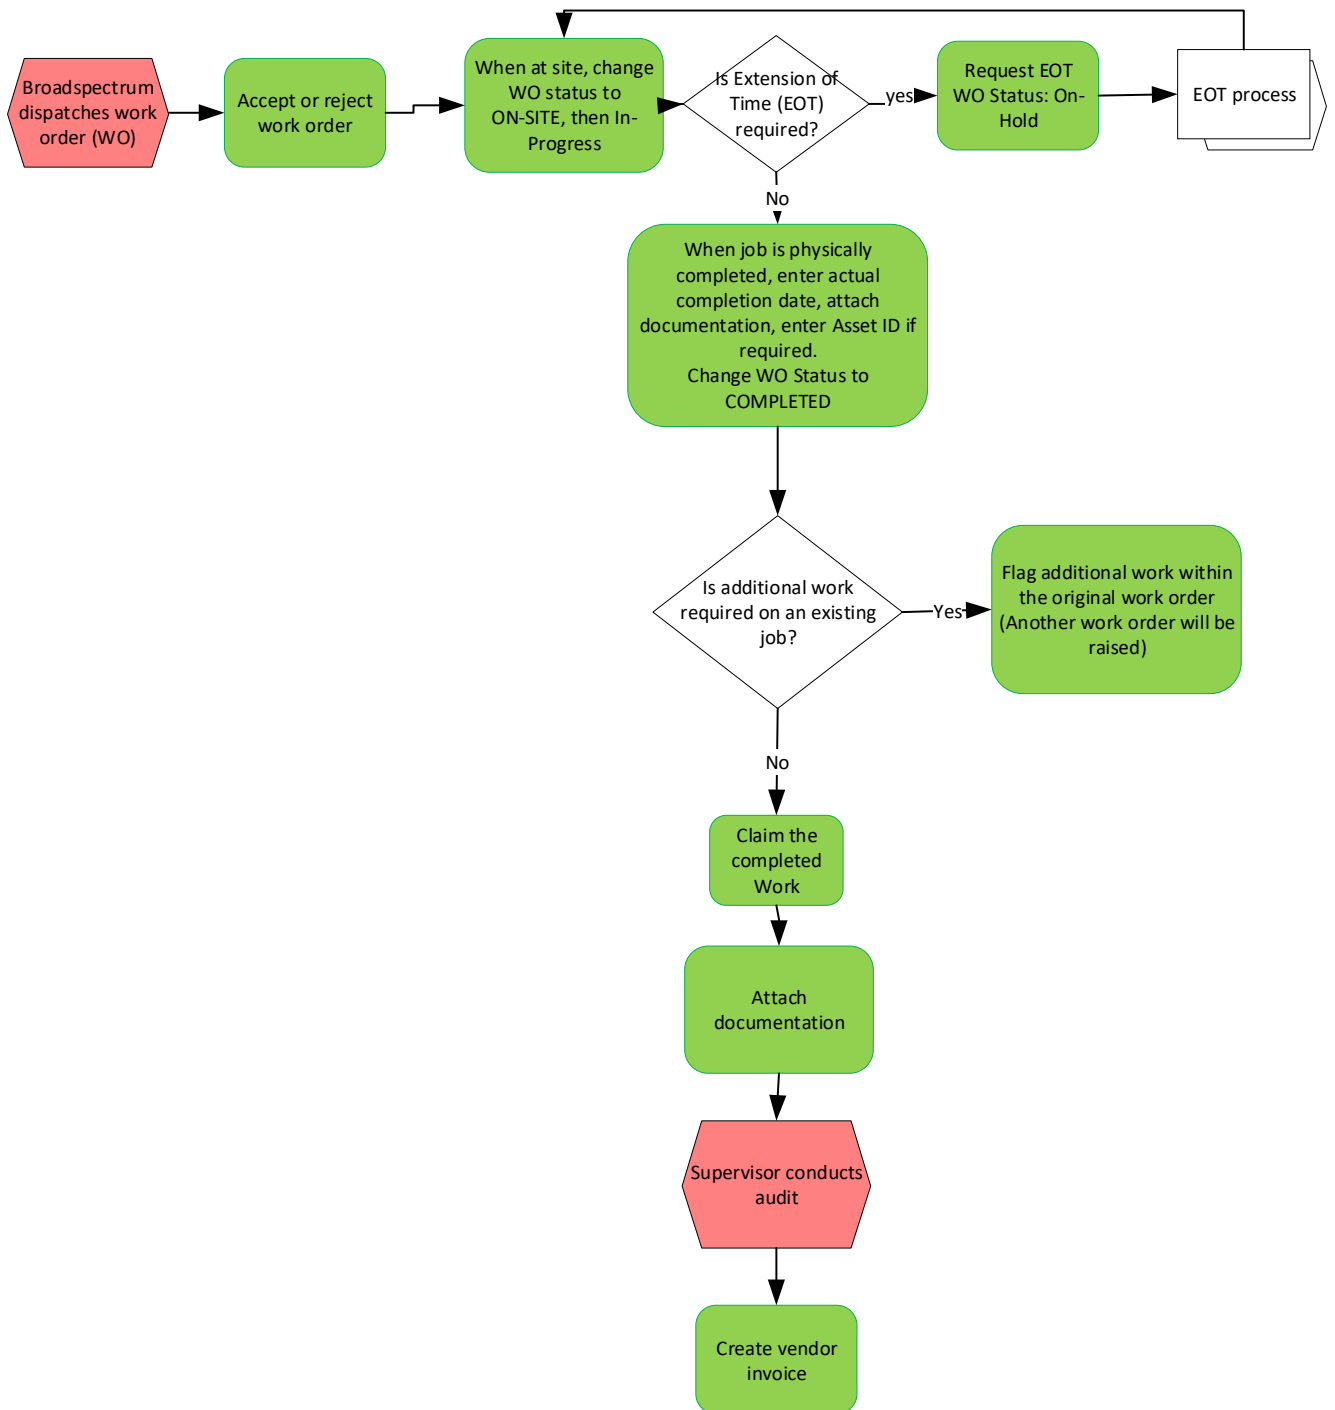 Broadspectrum
dispatches work
order (WO)
Accept or reject
work order
When at site, change
WO status to
ON-SITE, then In-
Progress
Is Extension of
Time (EOT)
required?
yes
Request EOT
WO Status: On-
Hold
EOT process
No
When job is physically
completed, enter actual
completion date, attach
documentation, enter Asset ID if
required.
Change WO Status to
COMPLETED
Is additional work
required on an existing
job?
Yes
Flag additional work within
the original work order
(Another work order will be
raised)
No
Claim the
completed
Work
Attach
documentation
Supervisor conducts
audit
Create vendor
invoice